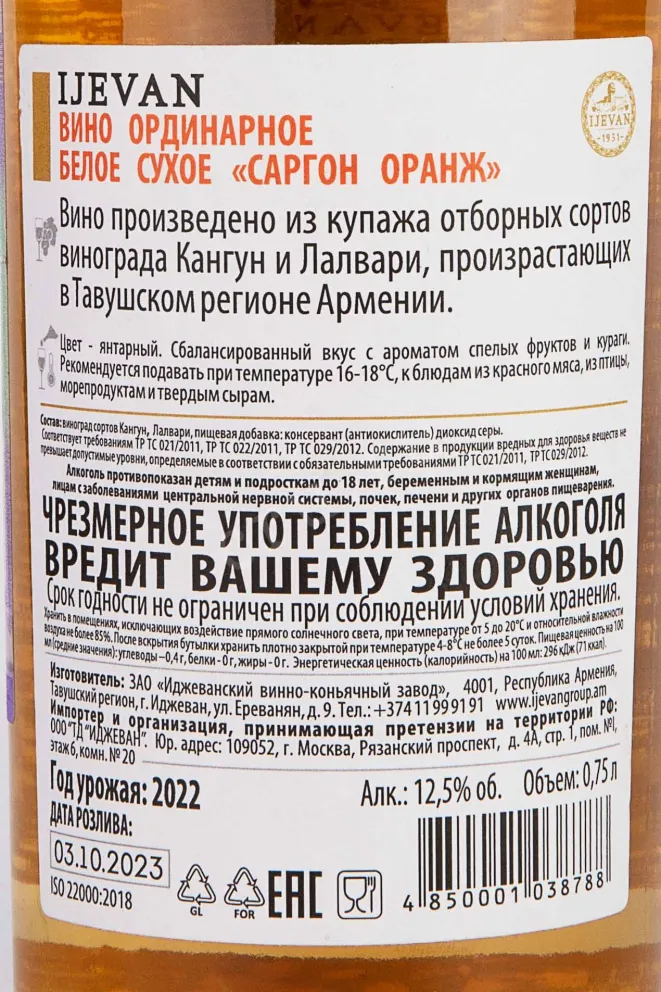 IJEVAN
IJEVAN
-1951-
ВИНО ОРДИНАРНОЕ
БЕЛОЕ СУХОЕ «САРГОН ОРАНЖ»
Вино произведено из купажа отборных сортов
винограда Кангун и Лалвари, произрастающих
в Тавушском регионе Армении.
Цвет - янтарный. Сбалансированный вкус с ароматом спелых фруктов и кураги.
Рекомендуется подавать при температуре 16-18°С, к блюдам из красного мяса, из птицы,
морепродуктам и твердым сырам.
Состав: виноград сортов Кангун, Лалвари, пищевая добавка: консервант (антиокислитель) диоксид серы.
Соответствует требованиям ТР ТС 021/2011, ТР ТС 022/2011, ТР ТС 029/2012. Содержание в продукции вредных для здоровья веществ не
превышает допустимые уровни, определяемые в соответствии с обязательными требованиями ТР ТС 021/2011, ТР ТС 029/2012.
Алкоголь противопоказан детям и подросткам до 18 лет, беременным и кормящим женщинам,
лицам с заболеваниями центральной нервной системы, почек, печени и других органов пищеварения.
ЧРЕЗМЕРНОЕ УПОТРЕБЛЕНИЕ АЛКОГОЛЯ
ВРЕДИТ ВАШЕМУ ЗДОРОВЬЮ
Срок годности не ограничен при соблюдении условий хранения.
Хранить в помещениях, исключающих воздействие прямого солнечного света, при температуре от 5 до 20°С и относительной влажности
воздуха не более 85%. После вскрытия бутылки хранить плотно закрытой при температуре 4-8°С не более 5 суток. Пищевая ценность на 100
мл (средние значения): углеводы – 0,4 г, белки - 0 г, жиры - 0 г. Энергетическая ценность (калорийность) на 100 мл: 296 кДж (71 ккал).
Изготовитель: ЗАО «Иджеванский винно-коньячный завод», 4001, Республика Армения,
Тавушский регион, г. Иджеван, ул. Ереванян, д. 9. Тел.: +37411999191 www.ijevangroup.am
Импортер и организация, принимающая претензии на территории РФ:
ООО "ТД "ИДЖЕВАН". Юр. адрес: 109052, г. Москва, Рязанский проспект, д. 4А, стр. 1, пом. №I,
этаж 6, комн. № 20
Год урожая: 2022
Алк.: 12,5% об. Объем: 0,75 л
ДАТА РОЗЛИВА:
03.10.2023
ISO 22000:2018
GL
FOR
ЕАС
4 850001 038788